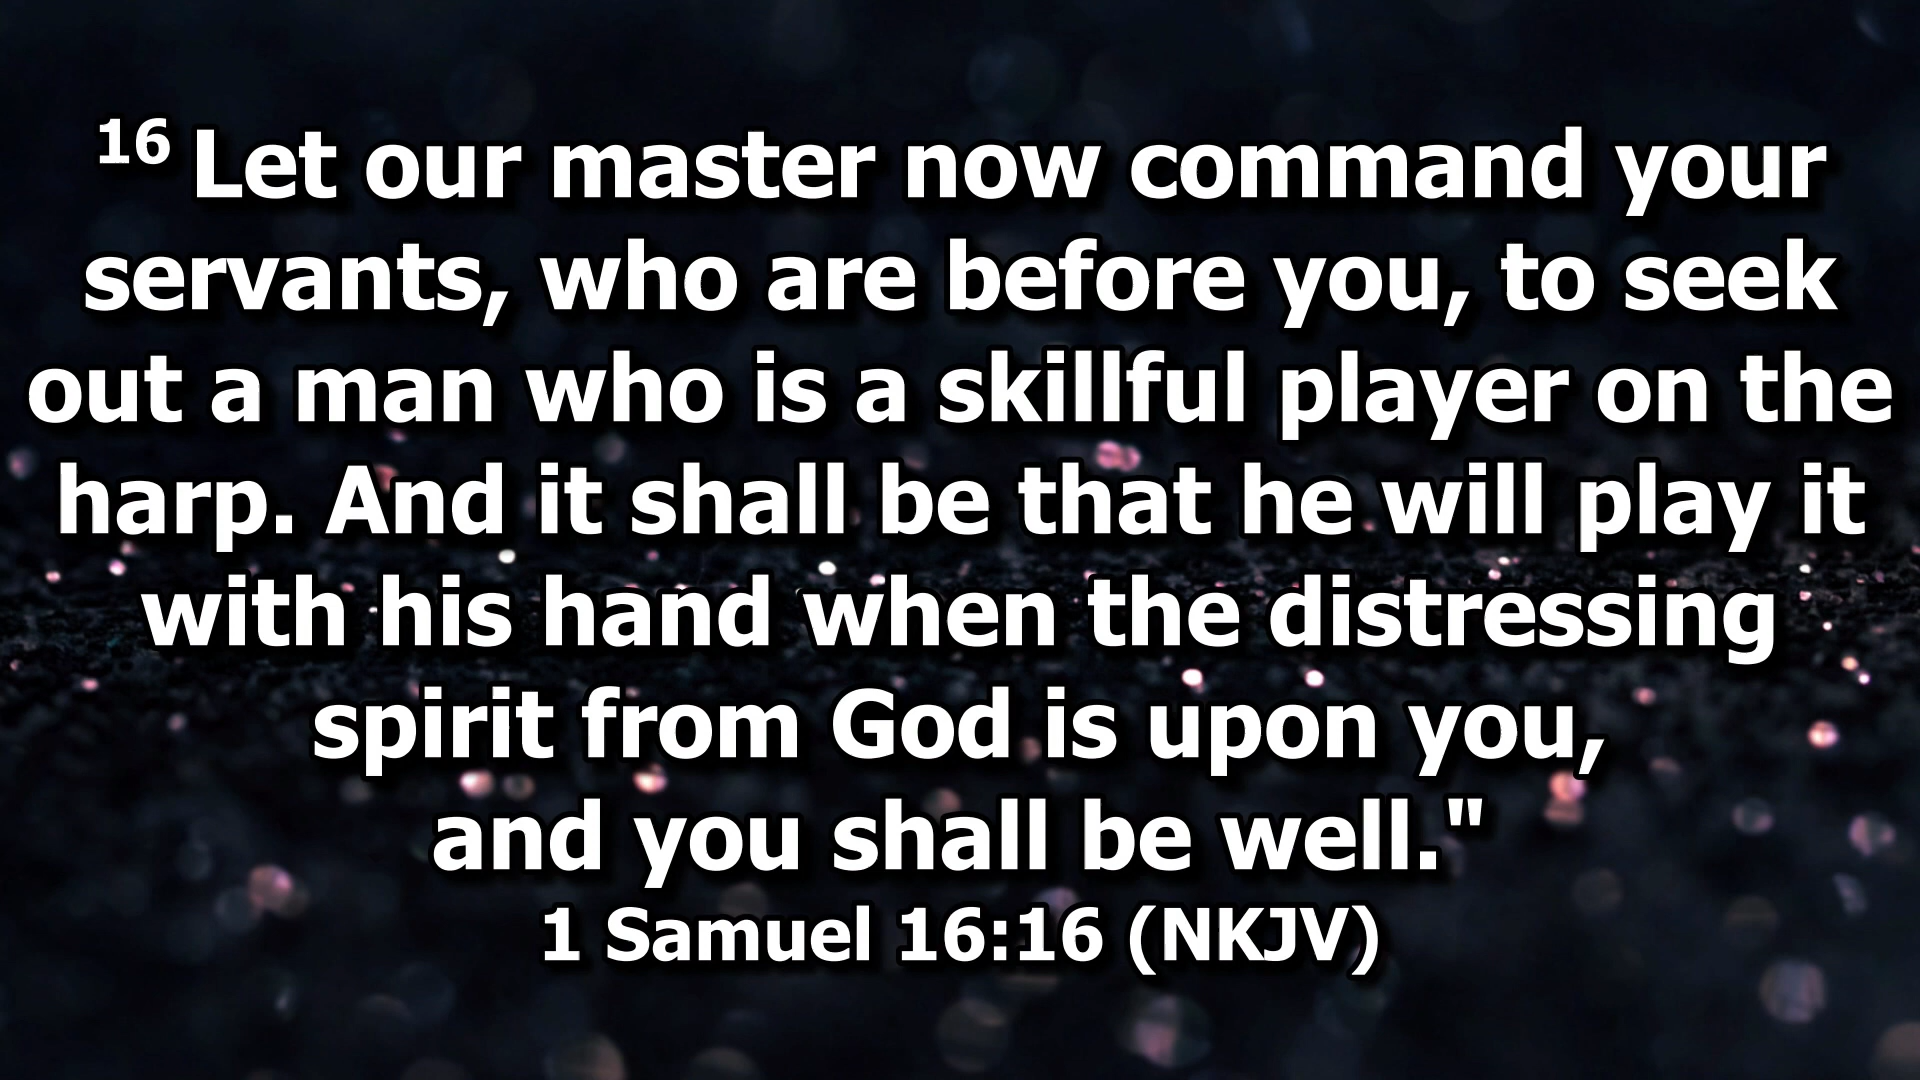 16 Let our master now command your
servants, who are before you, to seek
out a man who is a skillful player on the
harp. And it shall be that he will play it
with his hand when the distressing
spirit from God is upon you,
and you shall be well."
1 Samuel 16:16 (NKJV)